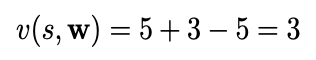 v(s, w) = 5 + 3 − 5 = 3